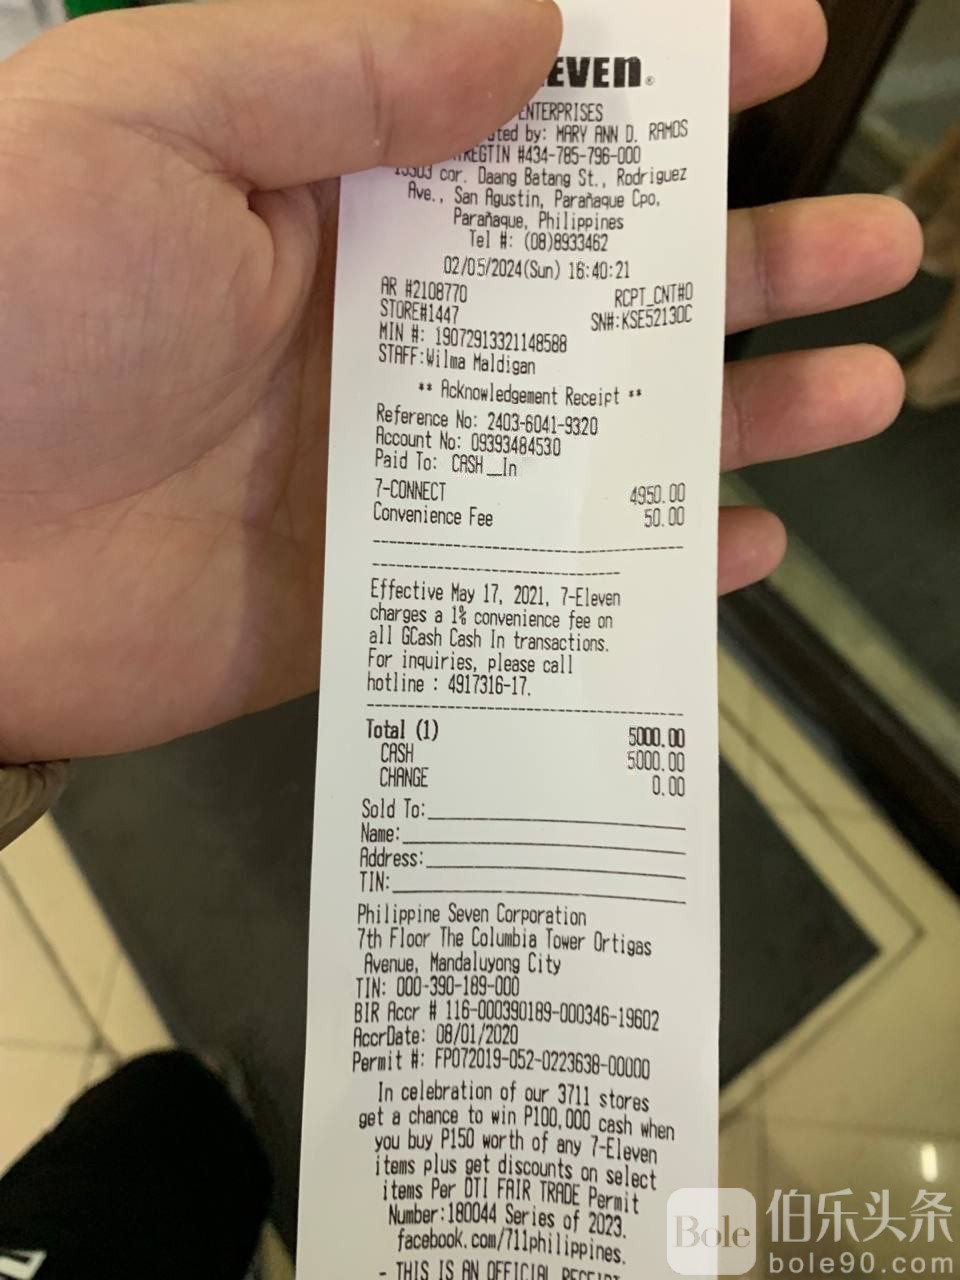 EVEN®
ENTERPRISES
ted by: MARY ANN D. RAMOS
REGTIN #434-785-796-000
cor. Daang Batang St., Rodriguez
Ave., San Agustin, Parañaque Cpo,
Parañaque, Philippines
Tel #: (08)8933462
02/05/2024(Sun) 16:40:21
AR #2108770 RCPT_CNT#0
STORE#1447 SN#:KSE52130C
MIN #: 19072913321148588
STAFF:Wilma Maldigan
** Acknowledgement Receipt **
Reference No: 2403-6041-9320
Account No: 09393484530
Paid To: CASH_In
7-CONNECT 4950.00
Convenience Fee 50.00
Effective May 17, 2021, 7-Eleven
charges a 1% convenience fee on
all GCash Cash In transactions.
For inquiries, please call
hotline : 4917316-17.
Total (1) 5000.00
CASH 5000.00
CHANGE 0.00
Sold To:
Name:
Address:
TIN:
Philippine Seven Corporation
7th Floor The Columbia Tower Ortigas
Avenue, Mandaluyong City
TIN: 000-390-189-000
BIR Accr # 116-000390189-000346-19602
AccrDate: 08/01/2020
Permit #: FP072019-052-0223638-00000
In celebration of our 3711 stores
get a chance to win P100,000 cash when
you buy P150 worth of any 7-Eleven
items plus get discounts on select
items Per DTI FAIR TRADE Permit
Number:180044 Series of 2023.
facebook.com/711philippines.
- THIS IS AN OFFICIAL RECEIPT
Bole 伯乐头条
bole90.com